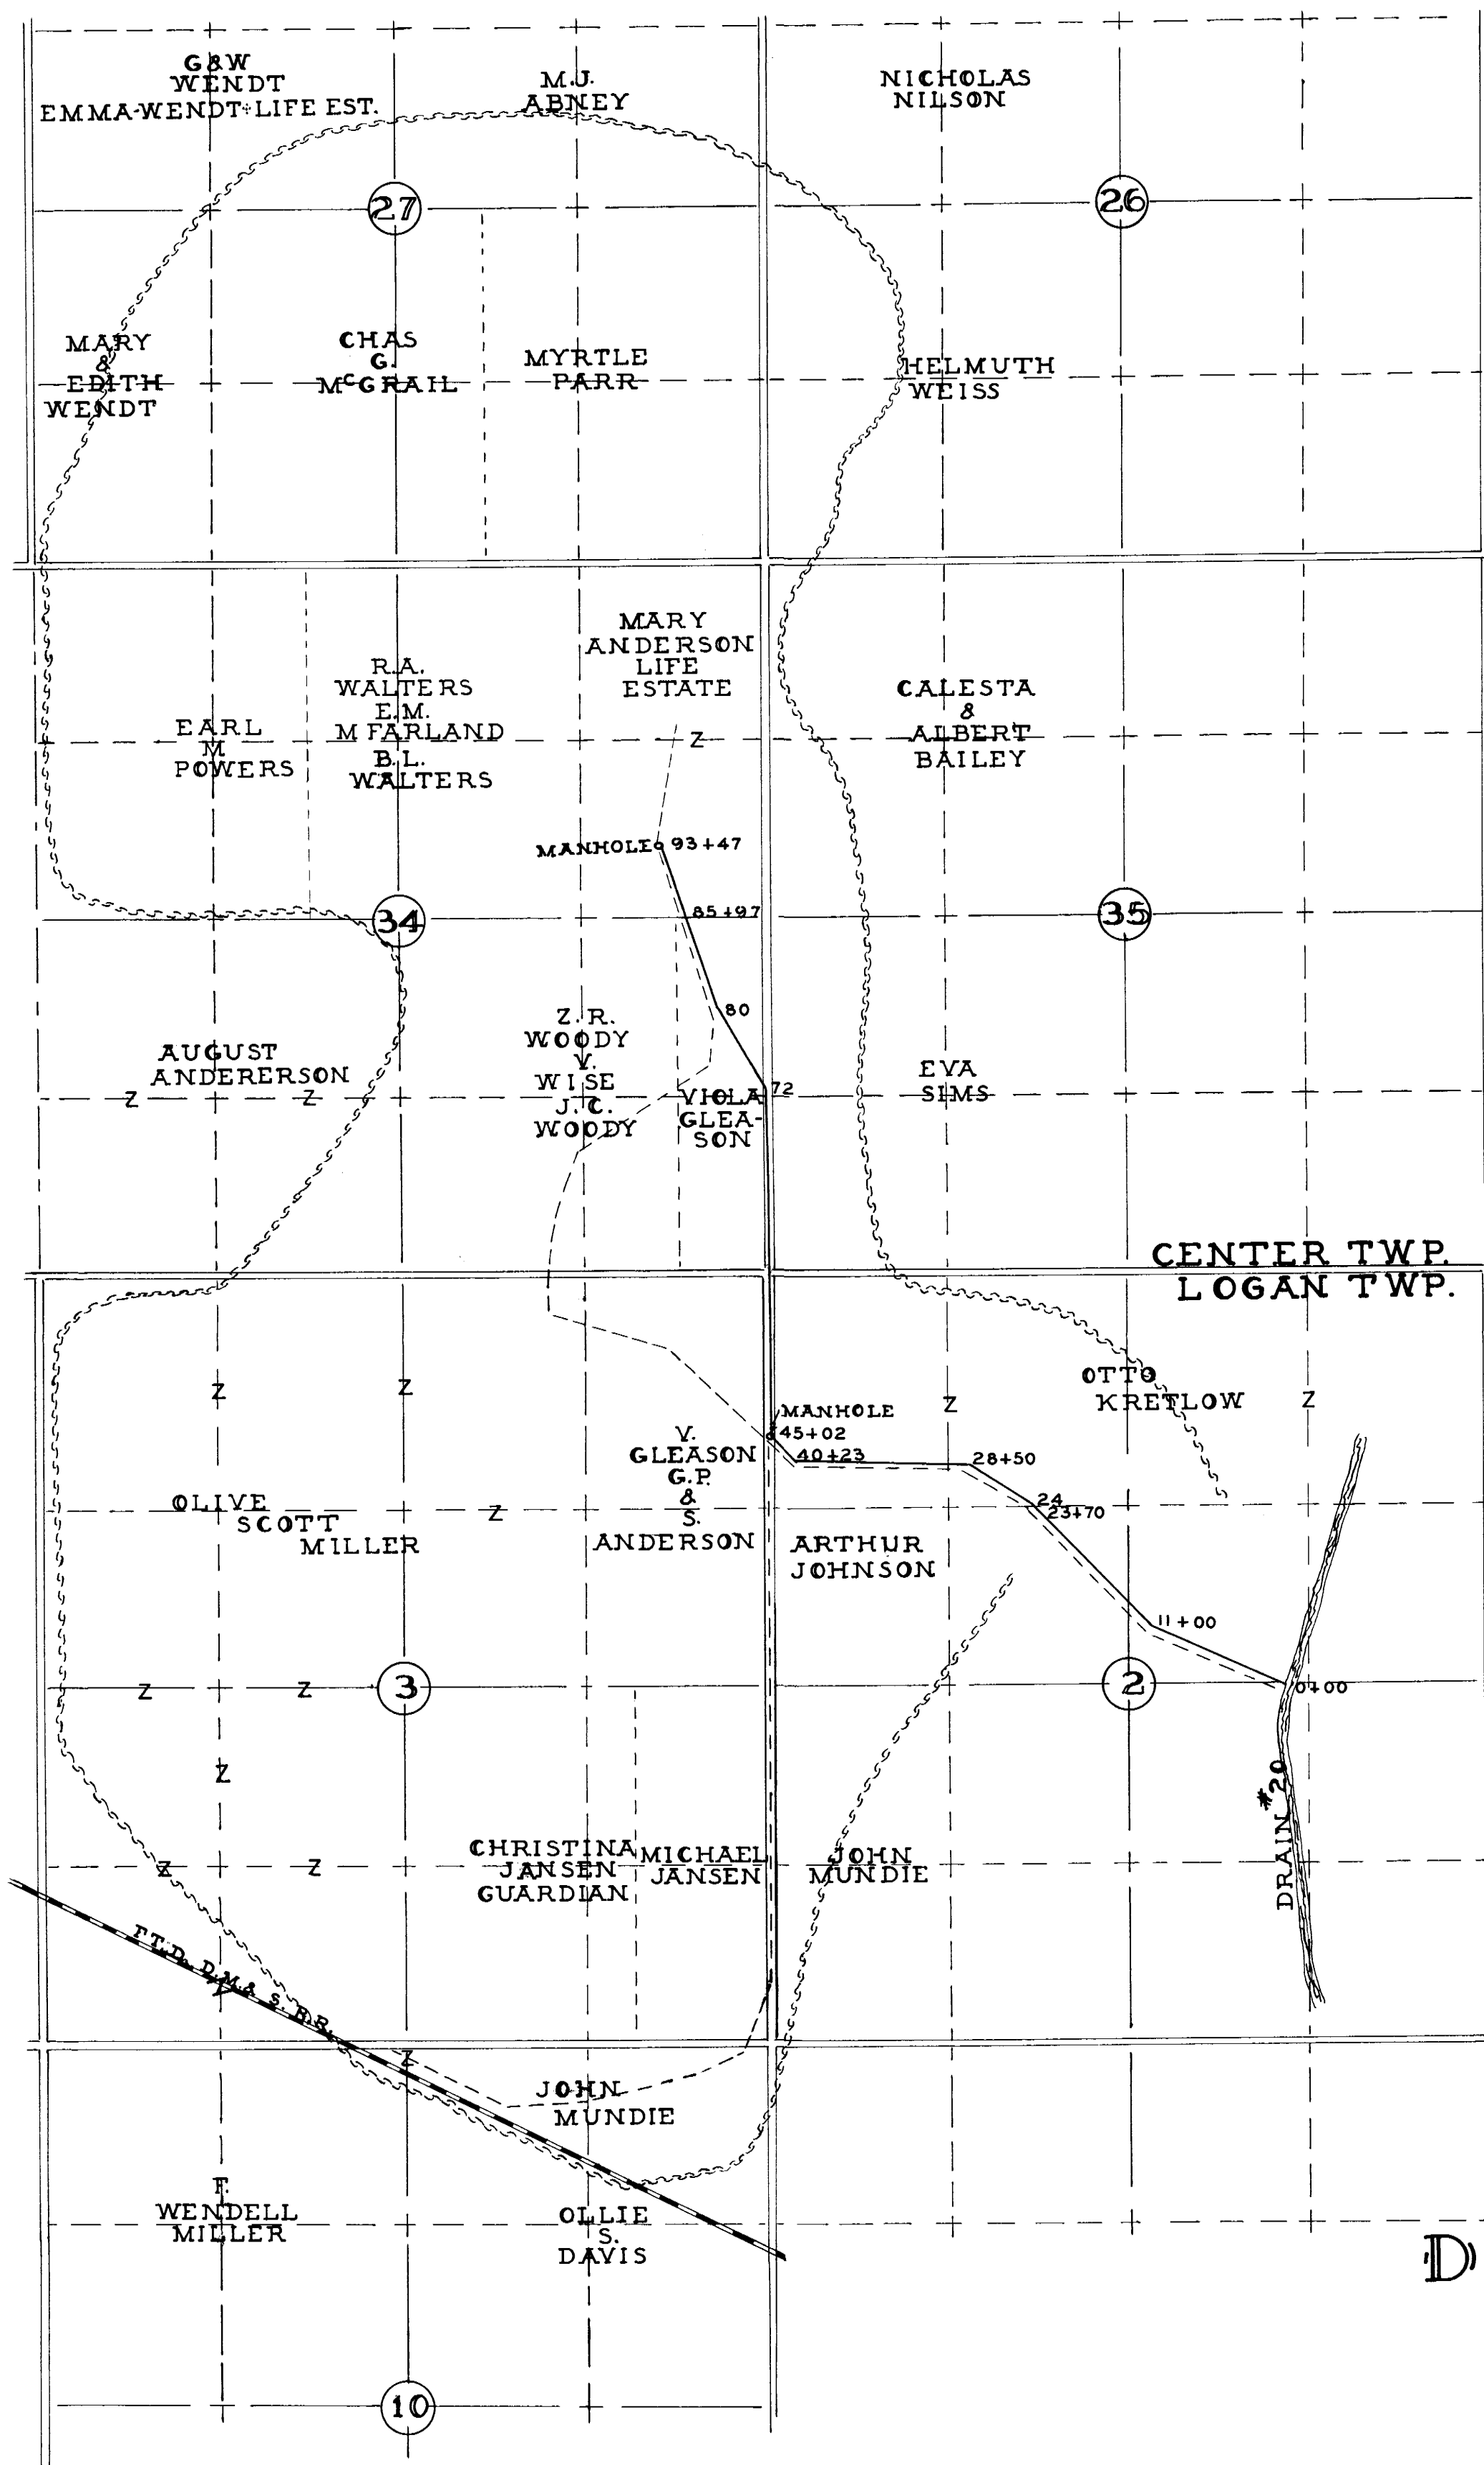 G&W
WENDT
EMMA-WENDT-LIFE EST.
M.J.
ABNEY
NICHOLAS
NILSON
27
26
MARY
&
EDITH
WENDT
CHAS
G.
McGRAIL
MYRTLE
PARR
HELMUTH
WEISS
MARY
ANDERSON
LIFE
ESTATE
R.A.
WALTERS
E.M.
M FARLAND
B.L.
WALTERS
EARL
M
POWERS
CALESTA
&
ALBERT
BAILEY
Z
MANHOLE 93+47
85+97
34
35
80
Z.R.
WOODY
V.
WISE
J.C.
WOODY
AUGUST
ANDERERSON
Z Z
72
VIOLA
GLEA-
SON
EVA
SIMS
CENTER TWP.
LOGAN TWP.
Z Z
OTTO
KRETLOW
Z Z
MANHOLE
45+02
40+23
28+50
24
23+70
V.
GLEASON
G.P.
&
S.
ANDERSON
OLIVE
SCOTT
MILLER
Z
ARTHUR
JOHNSON
11+00
0+00
Z Z
3
2
Z
DRAIN #20
CHRISTINA
JANSEN
GUARDIAN
MICHAEL
JANSEN
JOHN
MUNDIE
Z Z
FT.D. D.M.& S. R.R.
Z
Z
JOHN
MUNDIE
F.
WENDELL
MILLER
OLLIE
S.
DAVIS
D
10